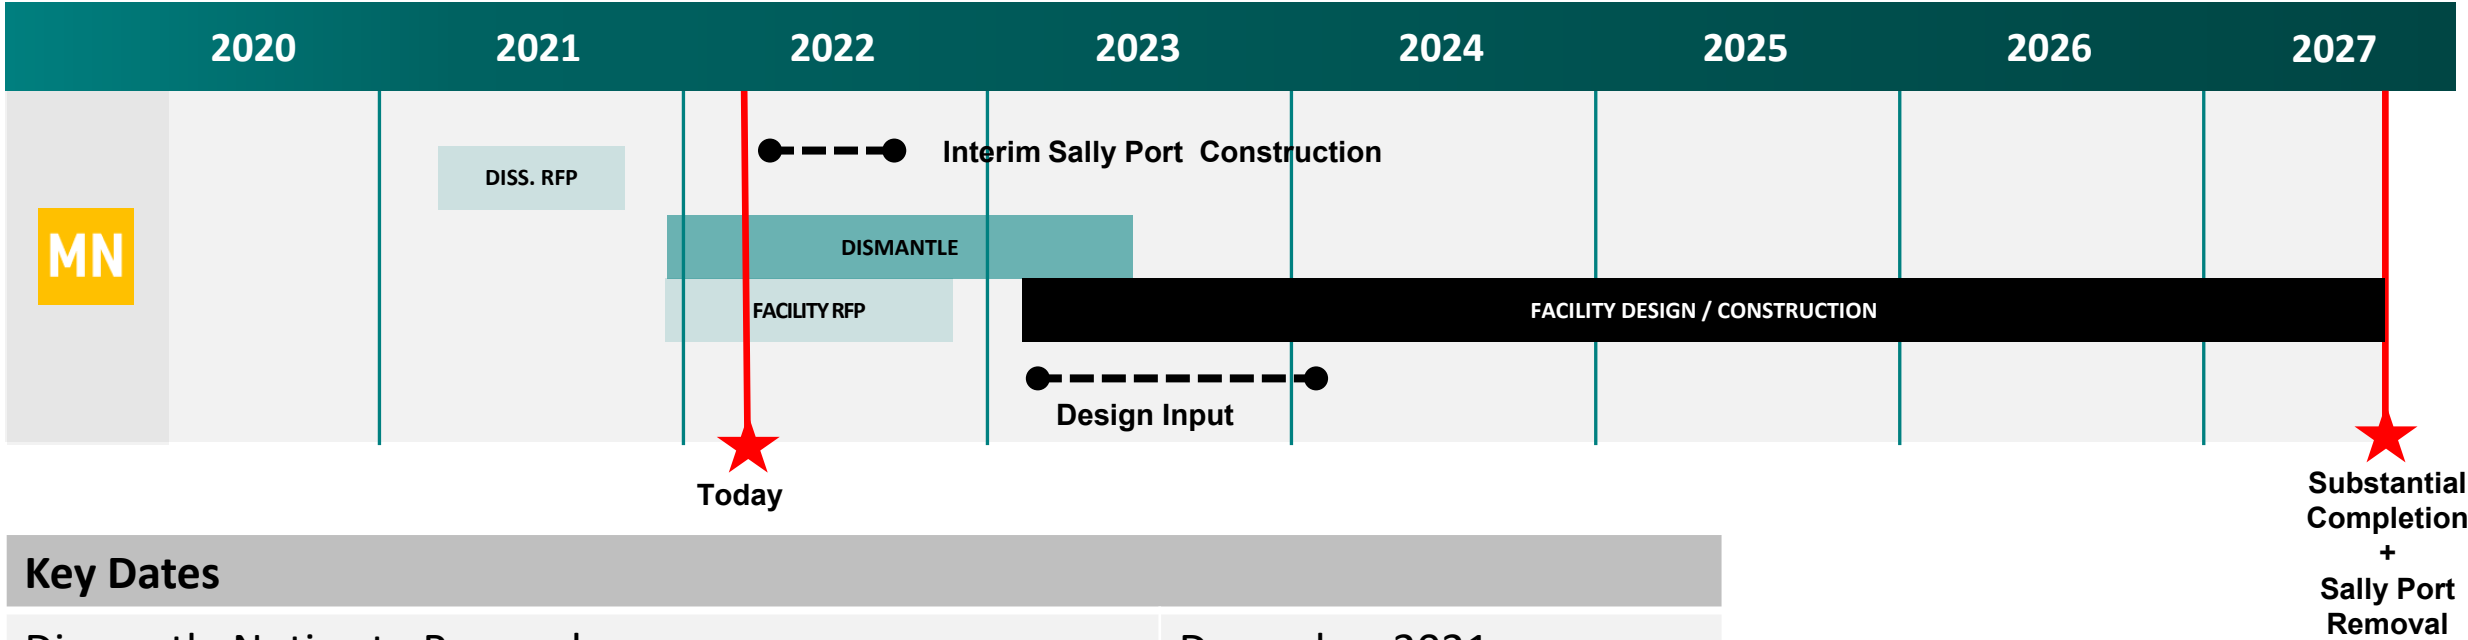 2020 2021 2022 2023 2024 2025 2026 2027
Interim Sally Port Construction
DISS. RFP
MN
DISMANTLE
FACILITY RFP
FACILITY DESIGN / CONSTRUCTION
Design Input
Today
Substantial
Completion
+
Sally Port
Removal
Key Dates